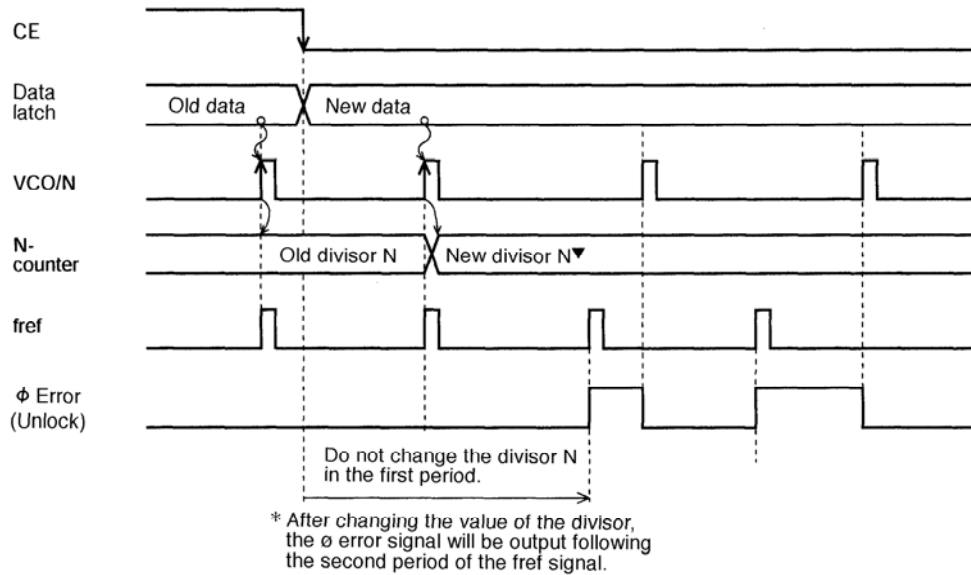 CE
Data
latch
Old data
New data
VCO/N
N-
counter
Old divisor N
New divisor N▼
fref
ϕ Error
(Unlock)
Do not change the divisor N
in the first period.
* After changing the value of the divisor,
the ø error signal will be output following
the second period of the fref signal.